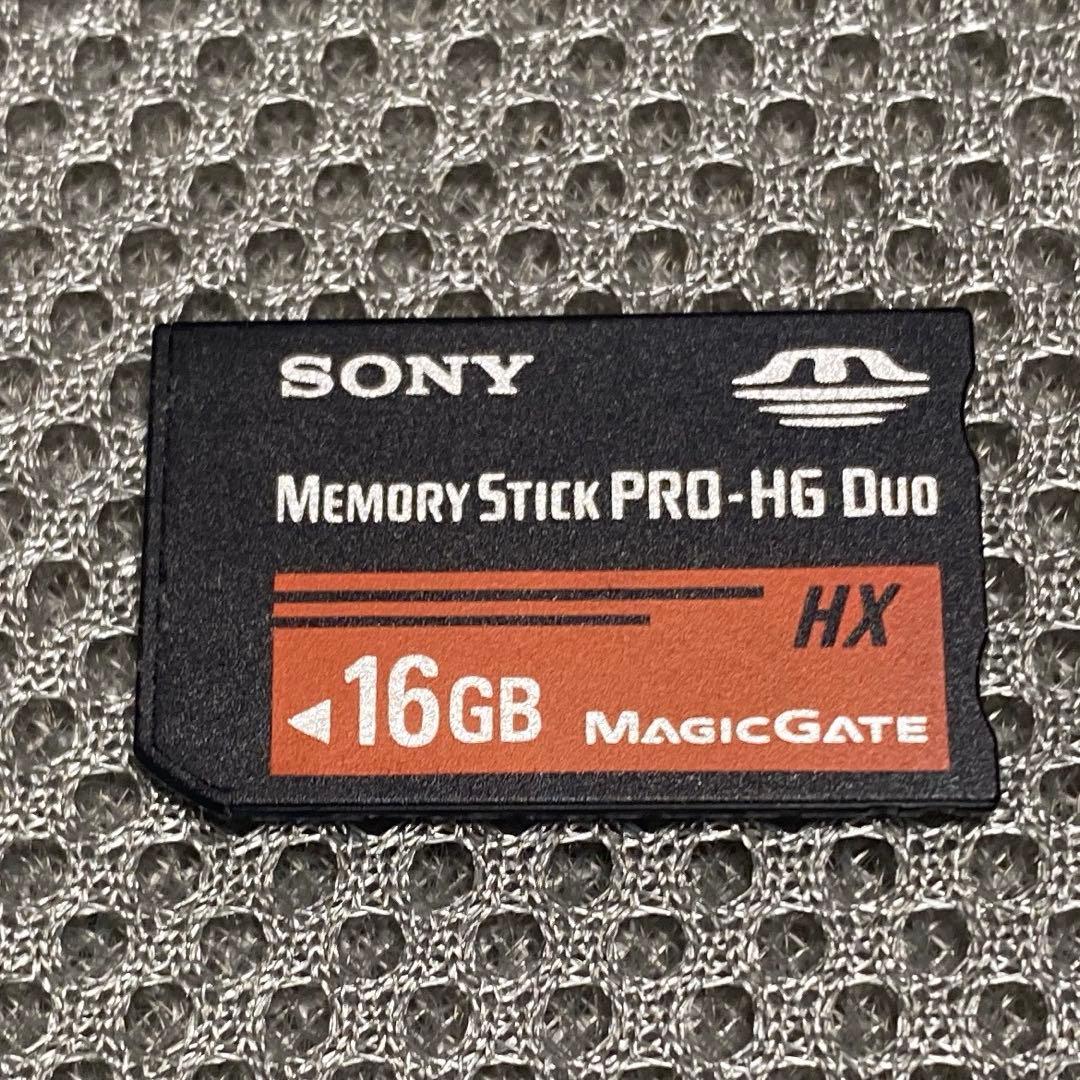 SONY
MEMORY STICK PRO-HG DUO
HX
16GB MAGICGATE